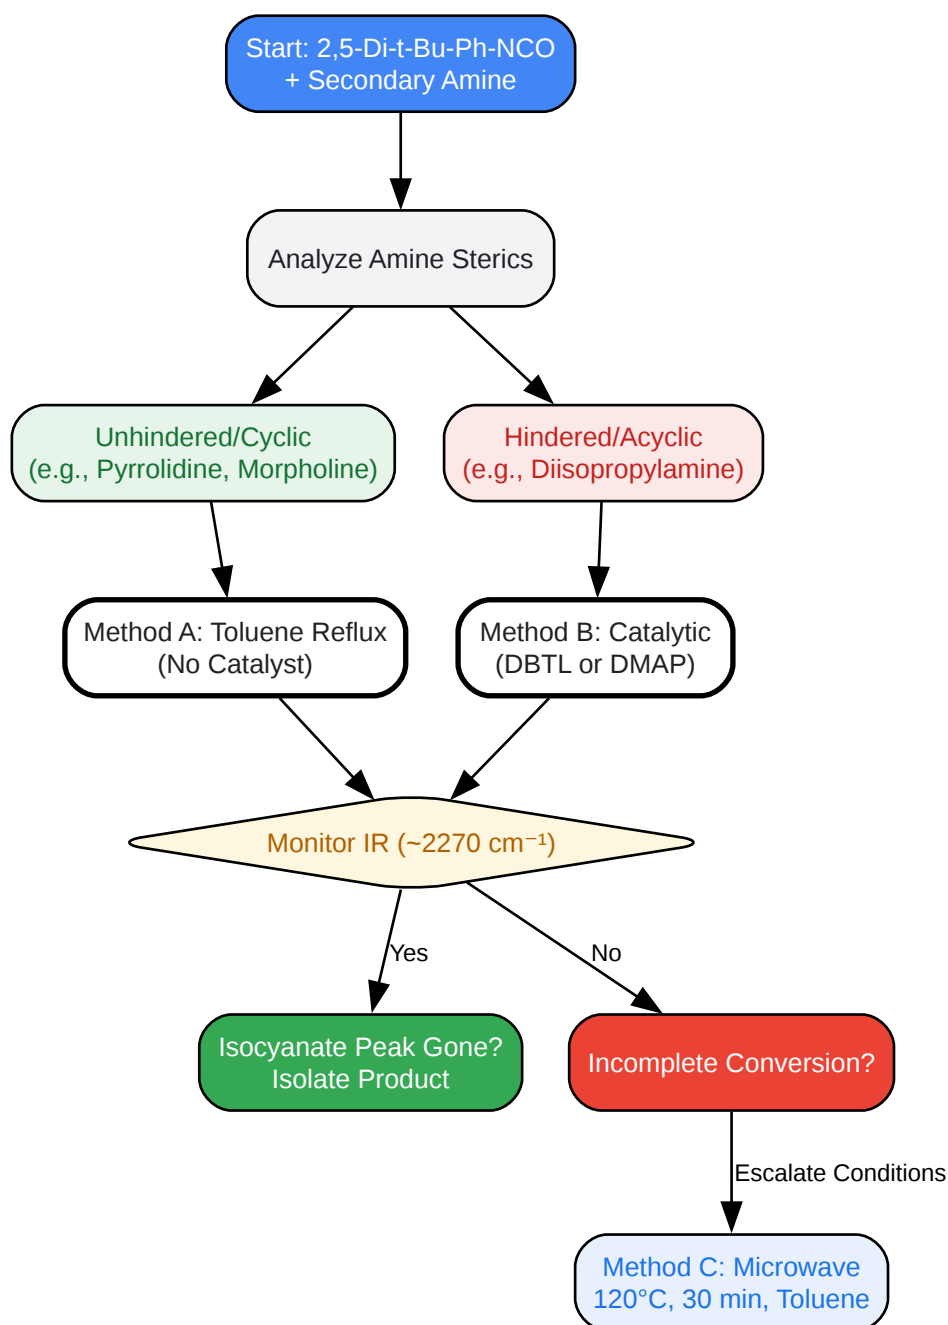 Start: 2,5-Di-t-Bu-Ph-NCO
+ Secondary Amine
Analyze Amine Sterics
Unhindered/Cyclic
(e.g., Pyrrolidine, Morpholine)
Hindered/Acyclic
(e.g., Diisopropylamine)
Method A: Toluene Reflux
(No Catalyst)
Method B: Catalytic
(DBTL or DMAP)
Monitor IR (~2270 cm⁻¹)
Yes
No
Isocyanate Peak Gone?
Isolate Product
Incomplete Conversion?
Escalate Conditions
Method C: Microwave
120°C, 30 min, Toluene